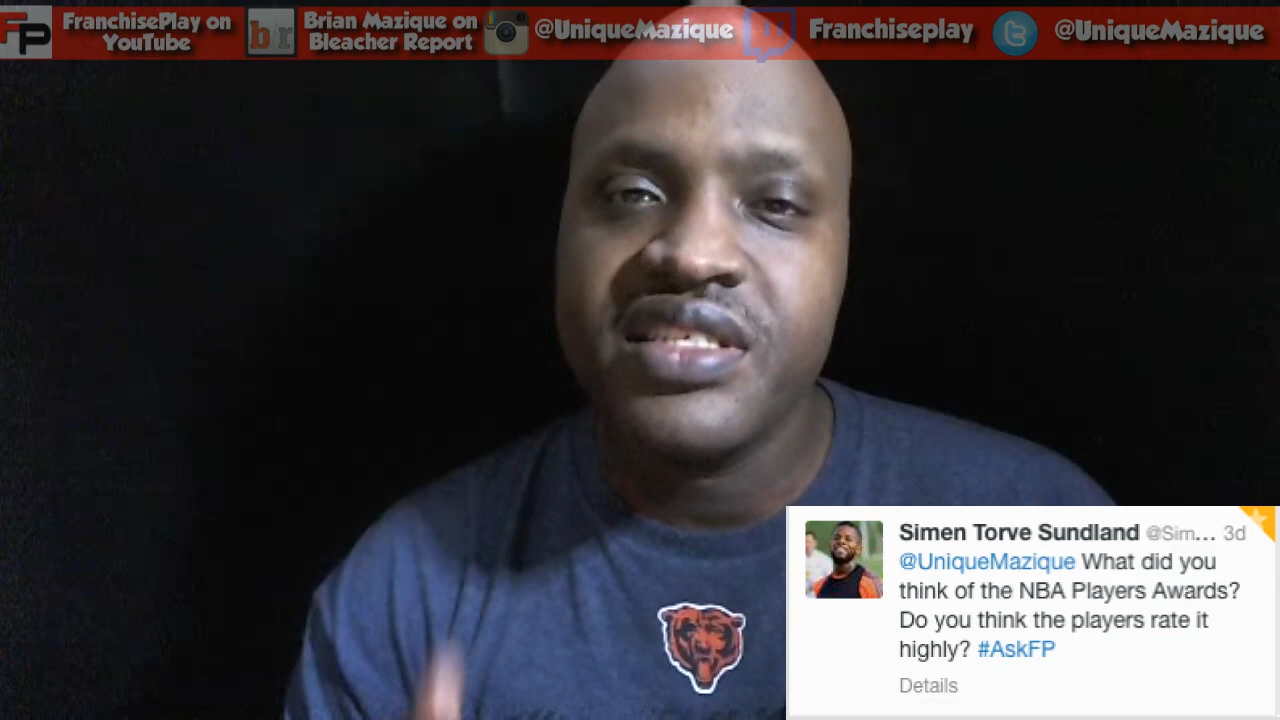 FP
FranchisePlay on
YouTube
br
Brian Mazique on
Bleacher Report
@UniqueMazique
Franchiseplay
@UniqueMazique
Simen Torve Sundland @Sim... 3d
@UniqueMazique What did you
think of the NBA Players Awards?
Do you think the players rate it
highly? #AskFP
Details